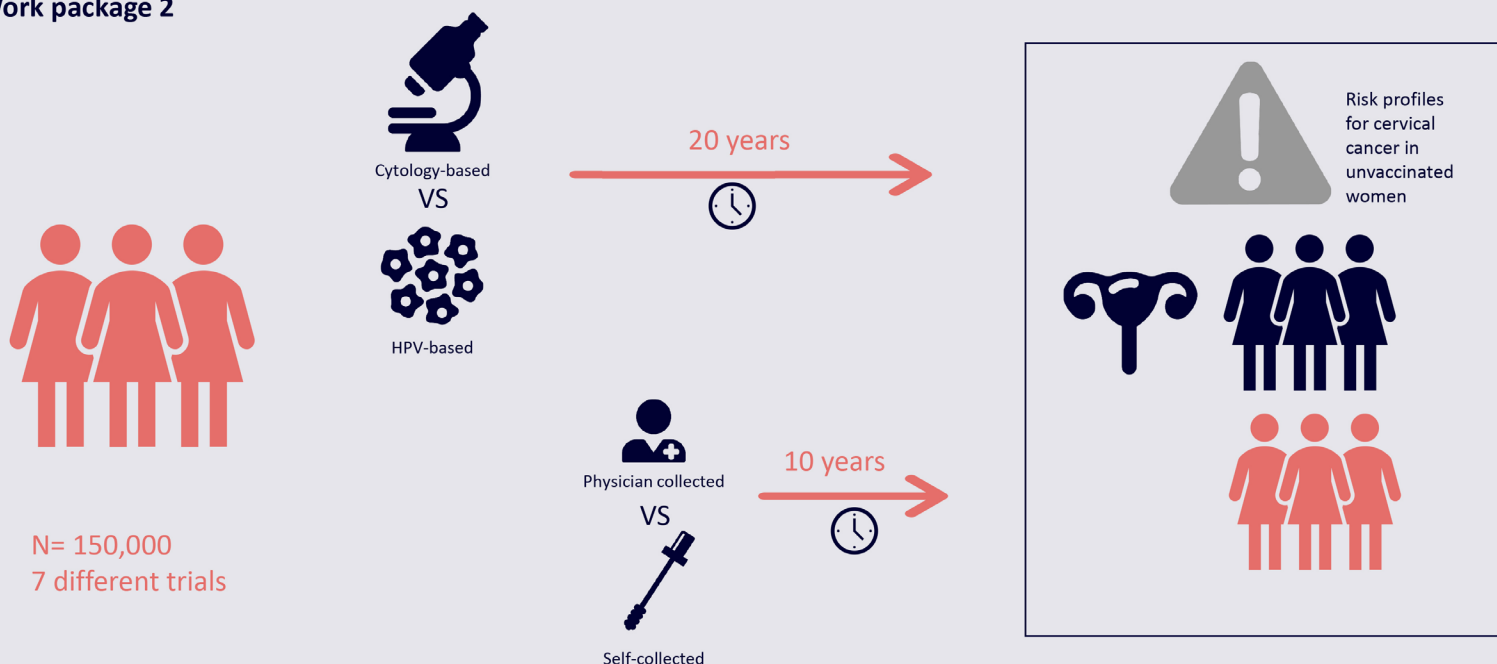 Work package 2
Cytology-based
VS
HPV-based
20 years
Physician collected
VS
Self-collected
10 years
N= 150,000
7 different trials
Risk profiles
for cervical
cancer in
unvaccinated
women